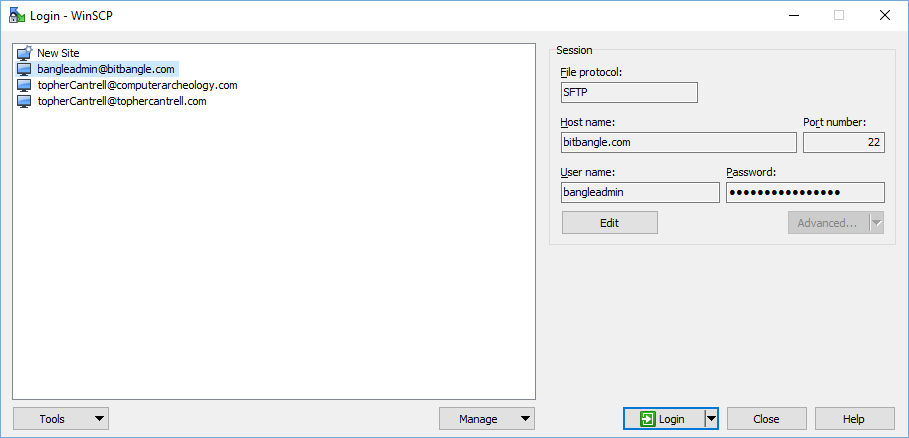 Login - WinSCP
New Site
bangleadmin@bitbangle.com
topherCantrell@computerarcheology.com
topherCantrell@tophercantrell.com
Session
File protocol:
SFTP
Host name: Port number:
bitbangle.com 22
User name: Password:
bangleadmin ••••••••••••••••
Edit Advanced...
Tools Manage Login Close Help